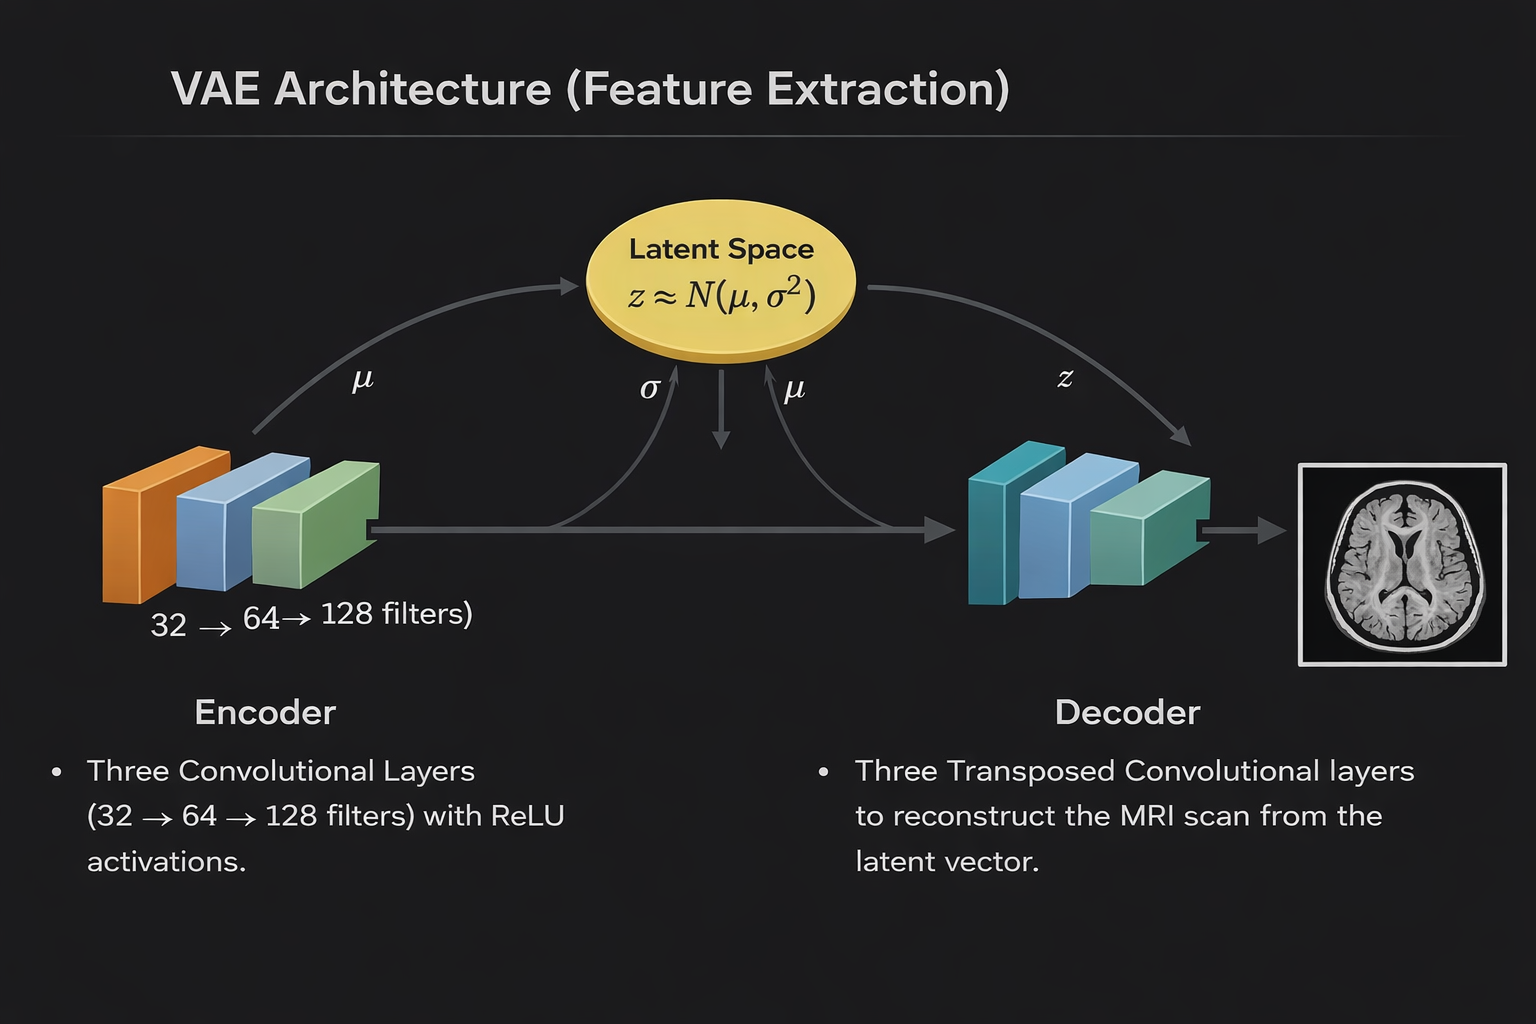 VAE Architecture (Feature Extraction)
Latent Space
z ≈ N(μ, σ²)
μ
σ
μ
z
32 → 64 → 128 filters)
Encoder
• Three Convolutional Layers
(32 → 64 → 128 filters) with ReLU
activations.
Decoder
• Three Transposed Convolutional layers
to reconstruct the MRI scan from the
latent vector.